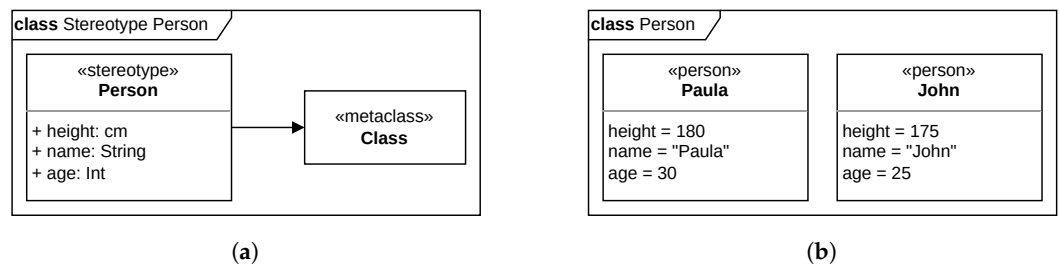 class Stereotype Person
«stereotype»
Person
+ height: cm
+ name: String
+ age: Int
«metaclass»
Class
(a)
class Person
«person»
Paula
height = 180
name = "Paula"
age = 30
«person»
John
height = 175
name = "John"
age = 25
(b)